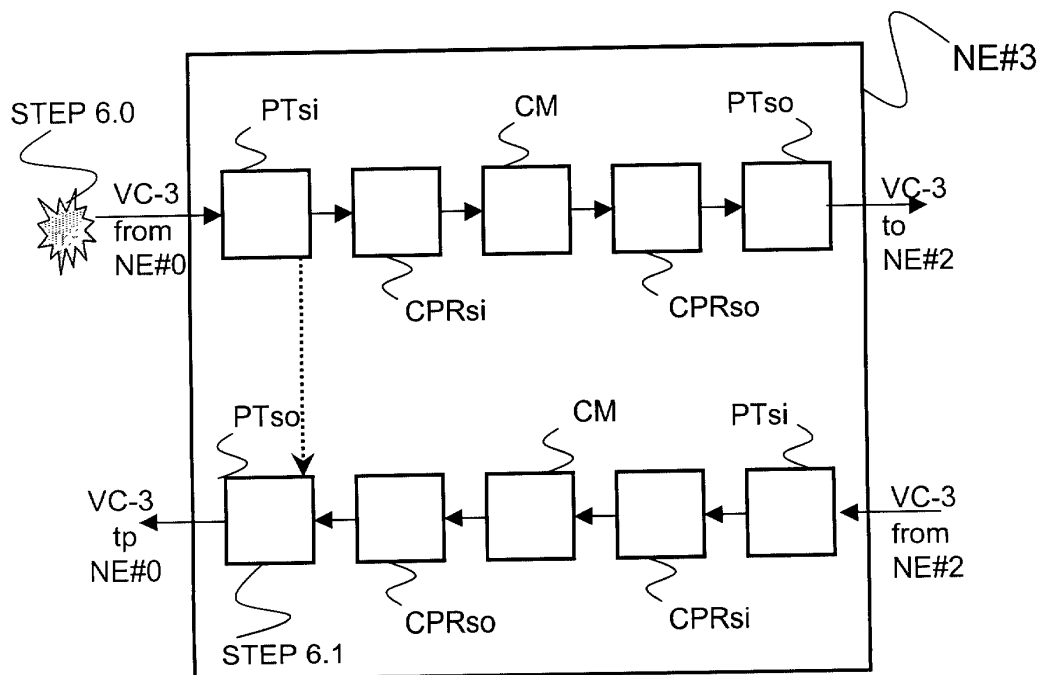 NE#3
STEP 6.0
PTsi
CM
PTso
VC-3
from
NE#0
VC-3
to
NE#2
CPRsi
CPRso
PTso
CM
PTsi
VC-3
tp
NE#0
VC-3
from
NE#2
CPRso
CPRsi
STEP 6.1